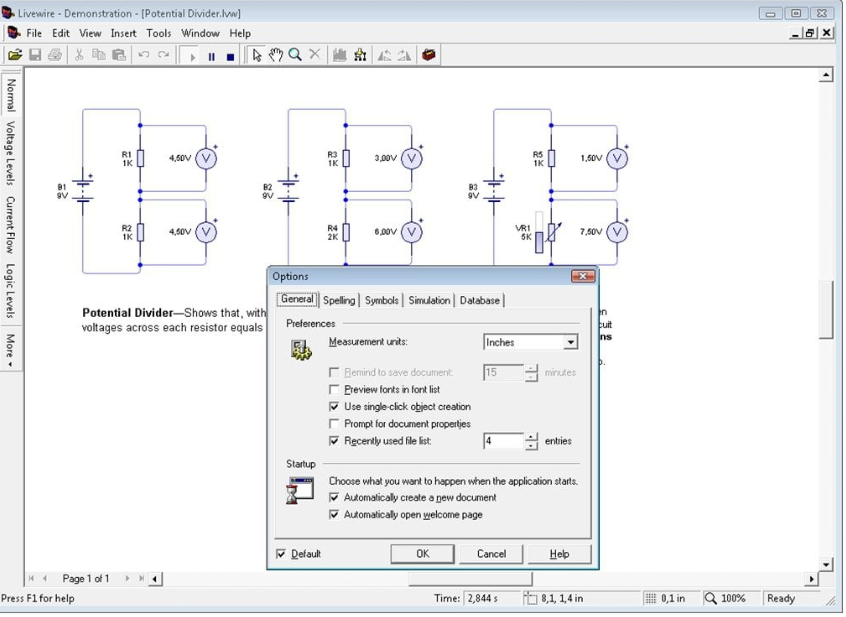 Livewire - Demonstration - [Potential Divider.lvw]
File Edit View Insert Tools Window Help
Normal
Voltage Levels
Current Flow
Logic Levels
More
B1
9V
R1
1K
4,50V
V
R2
1K
4,50V
V
B2
9V
R3
1K
3,00V
V
R4
2K
6,00V
V
B3
9V
R5
1K
1,50V
V
VR1
5K
7,50V
V
Potential Divider—Shows that, with
voltages across each resistor equals
Options
General Spelling Symbols Simulation Database
Preferences
Measurement units: Inches
Remind to save document: 15 minutes
Preview fonts in font list
Use single-click object creation
Prompt for document properties
Recently used file list: 4 entries
Startup
Choose what you want to happen when the application starts.
Automatically create a new document
Automatically open welcome page
Default OK Cancel Help
Page 1 of 1
Press F1 for help Time: 2,844 s 8,1, 1,4 in 0,1 in 100% Ready